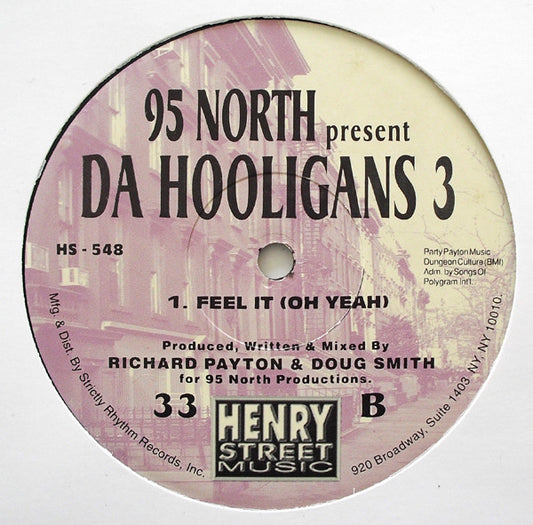 95 NORTH present
DA HOOLIGANS 3
HS - 548
Party Payton Music
Dungeon Culture (BMI)
Adm. by Songs Of
Polygram Int'l.
1. FEEL IT (OH YEAH)
Produced, Written & Mixed By
RICHARD PAYTON & DOUG SMITH
for 95 North Productions.
33
B
HENRY
STREET
MUSIC
Mfg. & Dist. By Strictly Rhythm Records, Inc.
920 Broadway, Suite 1403 NY, NY 10010.